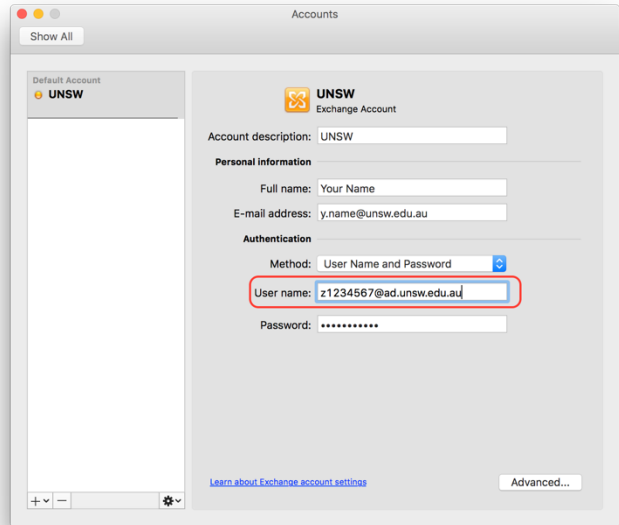 Accounts
Show All
Default Account
UNSW
UNSW
Exchange Account
Account description: UNSW
Personal information
Full name: Your Name
E-mail address: y.name@unsw.edu.au
Authentication
Method: User Name and Password
User name: z1234567@ad.unsw.edu.au
Password: •••••••••••
Learn about Exchange account settings
Advanced...